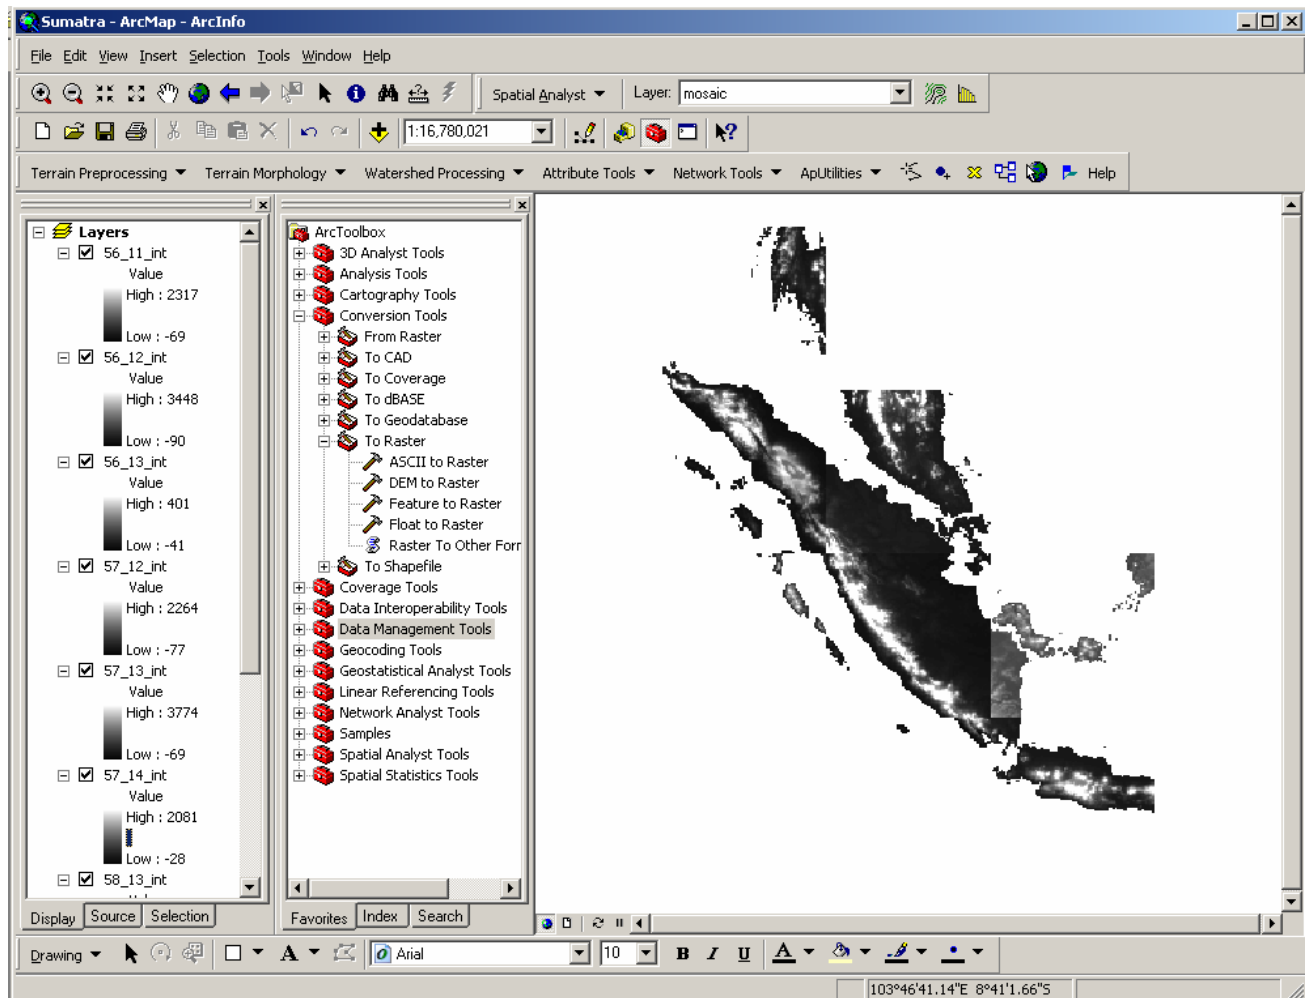 Sumatra - ArcMap - ArcInfo
File Edit View Insert Selection Tools Window Help
Spatial Analyst Layer: mosaic
1:16,780,021
Terrain Preprocessing Terrain Morphology Watershed Processing Attribute Tools Network Tools ApUtilities Help
Layers
56_11_int
Value
High : 2317
Low : -69
56_12_int
Value
High : 3448
Low : -90
56_13_int
Value
High : 401
Low : -41
57_12_int
Value
High : 2264
Low : -77
57_13_int
Value
High : 3774
Low : -69
57_14_int
Value
High : 2081
Low : -28
58_13_int
Display Source Selection
ArcToolbox
3D Analyst Tools
Analysis Tools
Cartography Tools
Conversion Tools
From Raster
To CAD
To Coverage
To dBASE
To Geodatabase
To Raster
ASCII to Raster
DEM to Raster
Feature to Raster
Float to Raster
Raster To Other Forr
To Shapefile
Coverage Tools
Data Interoperability Tools
Data Management Tools
Geocoding Tools
Geostatistical Analyst Tools
Linear Referencing Tools
Network Analyst Tools
Samples
Spatial Analyst Tools
Spatial Statistics Tools
Favorites Index Search
Drawing A Arial 10 B I U A
103°46'41.14"E 8°41'1.66"S